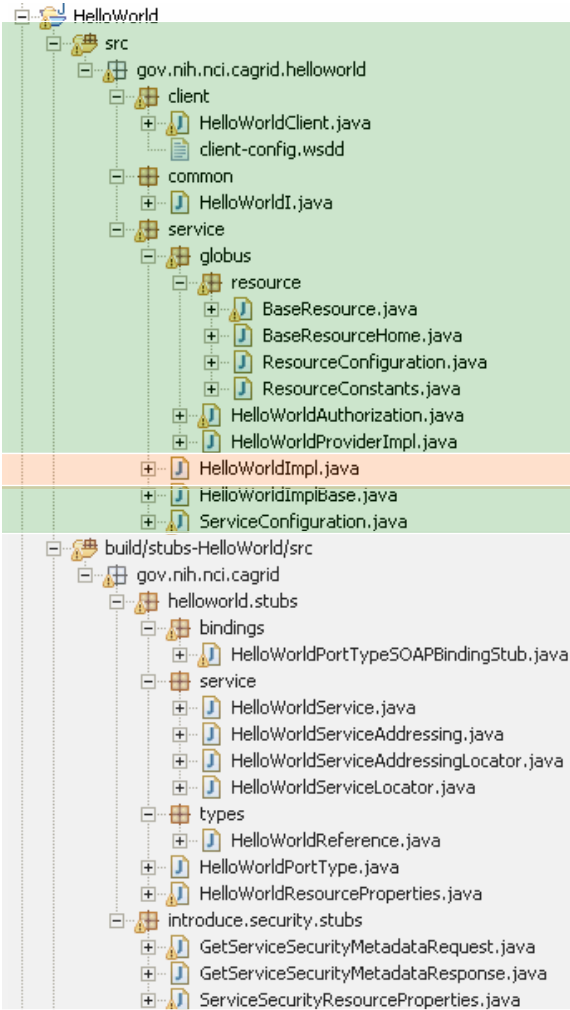 HelloWorld
src
gov.nih.nci.cagrid.helloworld
client
HelloWorldClient.java
client-config.wsdd
common
HelloWorldI.java
service
globus
resource
BaseResource.java
BaseResourceHome.java
ResourceConfiguration.java
ResourceConstants.java
HelloWorldAuthorization.java
HelloWorldProviderImpl.java
HelloWorldImpl.java
HelloWorldImplBase.java
ServiceConfiguration.java
build/stubs-HelloWorld/src
gov.nih.nci.cagrid
helloworld.stubs
bindings
HelloWorldPortTypeSOAPBindingStub.java
service
HelloWorldService.java
HelloWorldServiceAddressing.java
HelloWorldServiceAddressingLocator.java
HelloWorldServiceLocator.java
types
HelloWorldReference.java
HelloWorldPortType.java
HelloWorldResourceProperties.java
introduce.security.stubs
GetServiceSecurityMetadataRequest.java
GetServiceSecurityMetadataResponse.java
ServiceSecurityResourceProperties.java